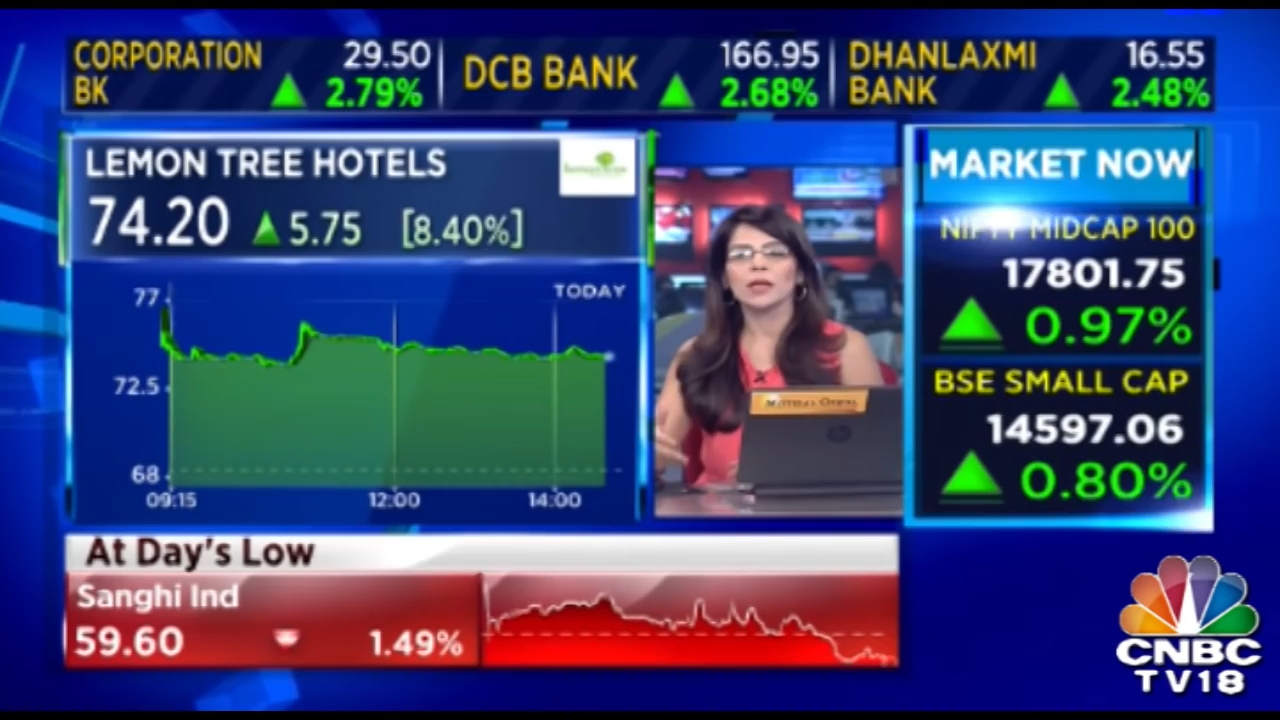 CORPORATION
BK
29.50
2.79%
DCB BANK
166.95
2.68%
DHANLAXMI
BANK
16.55
2.48%
LEMON TREE HOTELS
74.20 5.75 [8.40%]
TODAY
77
72.5
68
09:15 12:00 14:00
MARKET NOW
NIFTY MIDCAP 100
17801.75
0.97%
BSE SMALL CAP
14597.06
0.80%
At Day's Low
Sanghi Ind
59.60 1.49%
hp
CNBC
TV18